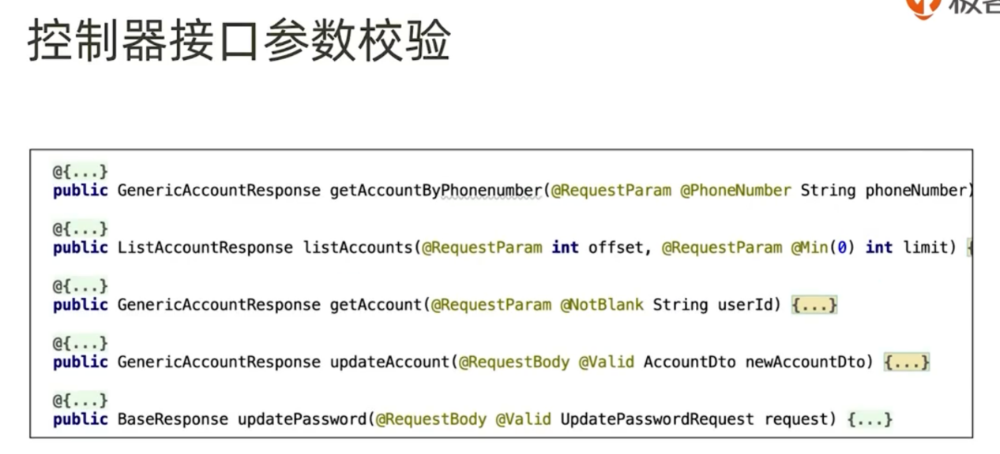 控制器接口参数校验
@{...}
public GenericAccountResponse getAccountByPhonenumber(@RequestParam @PhoneNumber String phoneNumber)
@{...}
public ListAccountResponse listAccounts(@RequestParam int offset, @RequestParam @Min(0) int limit) {
@{...}
public GenericAccountResponse getAccount(@RequestParam @NotBlank String userId) {...}
@{...}
public GenericAccountResponse updateAccount(@RequestBody @Valid AccountDto newAccountDto) {...}
@{...}
public BaseResponse updatePassword(@RequestBody @Valid UpdatePasswordRequest request) {...}